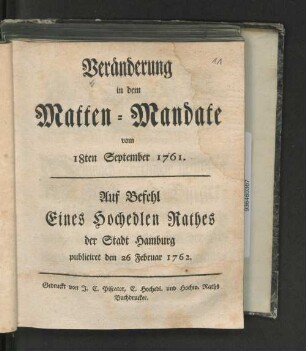 Veränderung
in dem
Matten-Mandate
vom
18ten September 1761.
Auf Befehl
Eines Hochedlen Rathes
der Stadt Hamburg
publiciret den 26 Februar 1762.
Gedruckt von J. C. Piscator, E. Hochedl. und Hochw. Raths
Buchdrucker.